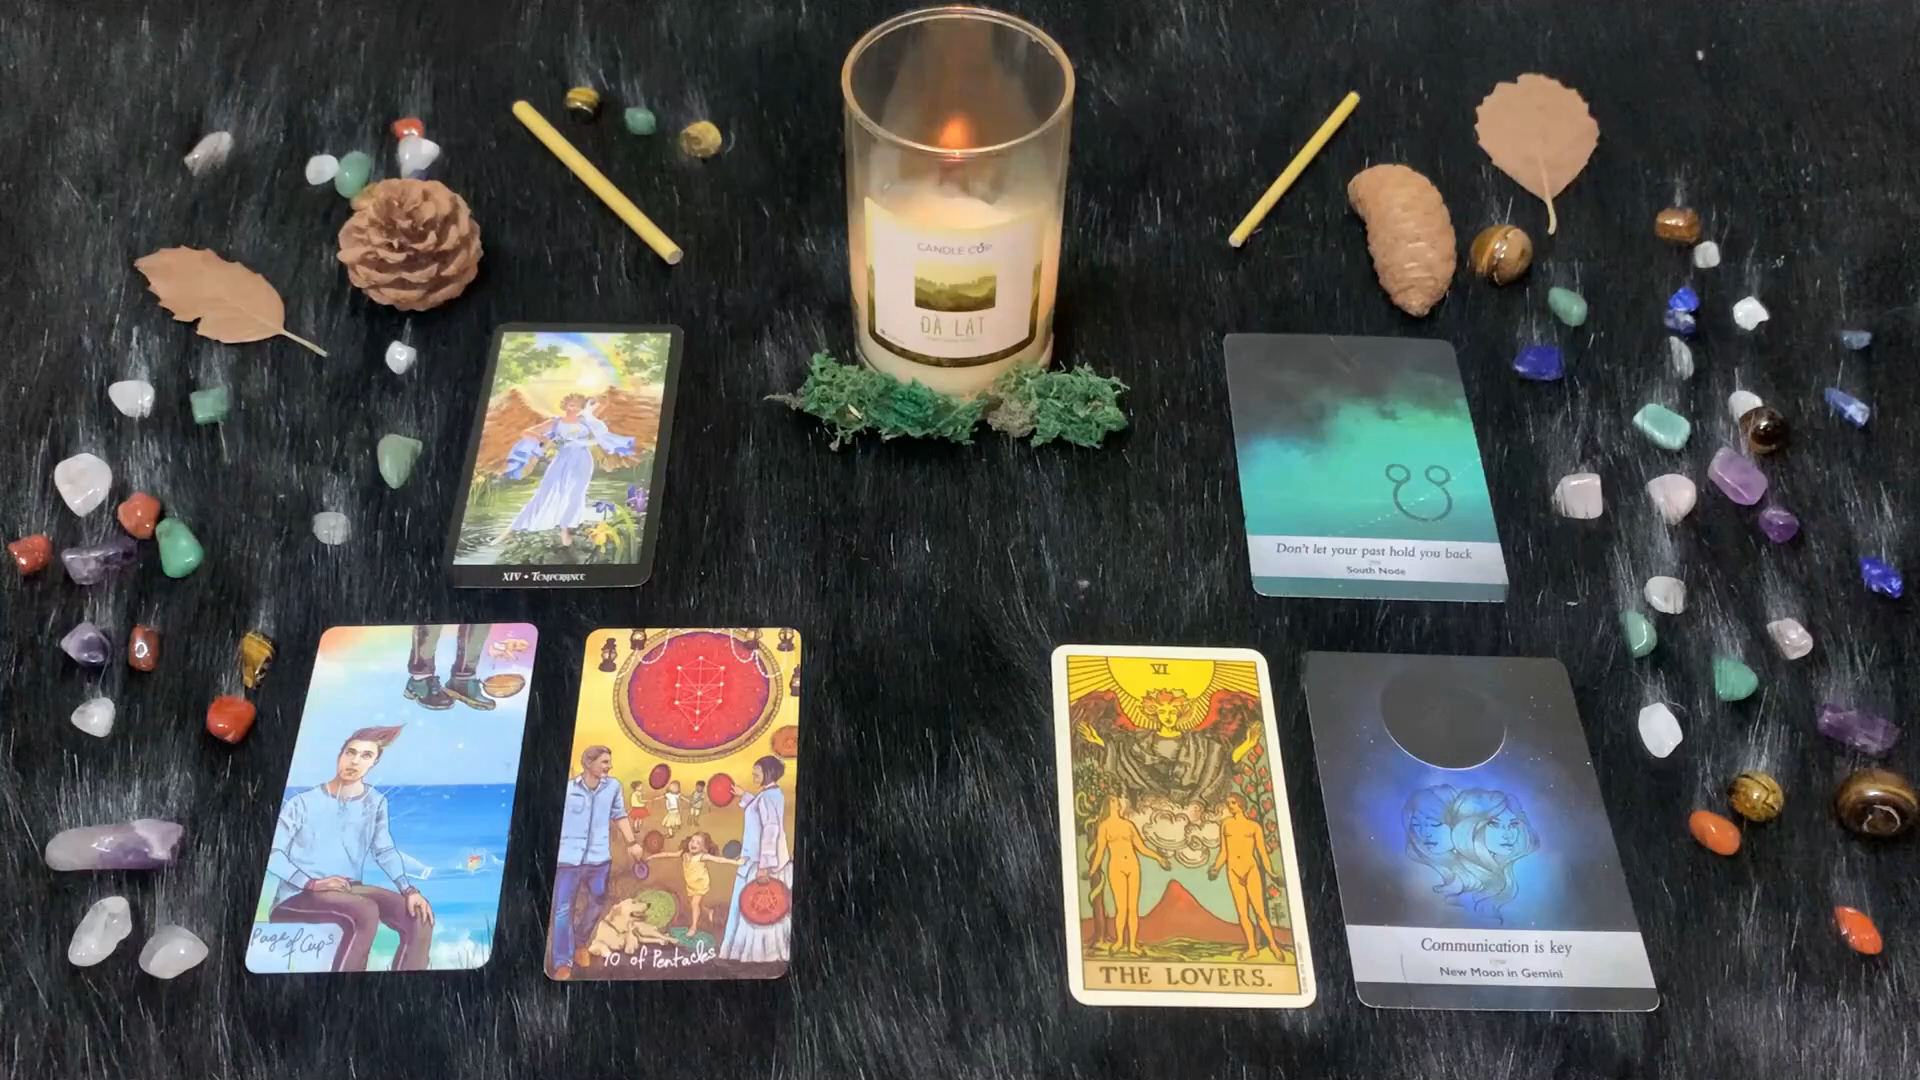 CANDLE CUP
ĐÀ LẠT
XIV • TEMPERANCE
Don't let your past hold you back
South Node
Page of Cups
10 of Pentacles
VI
THE LOVERS.
Communication is key
New Moon in Gemini